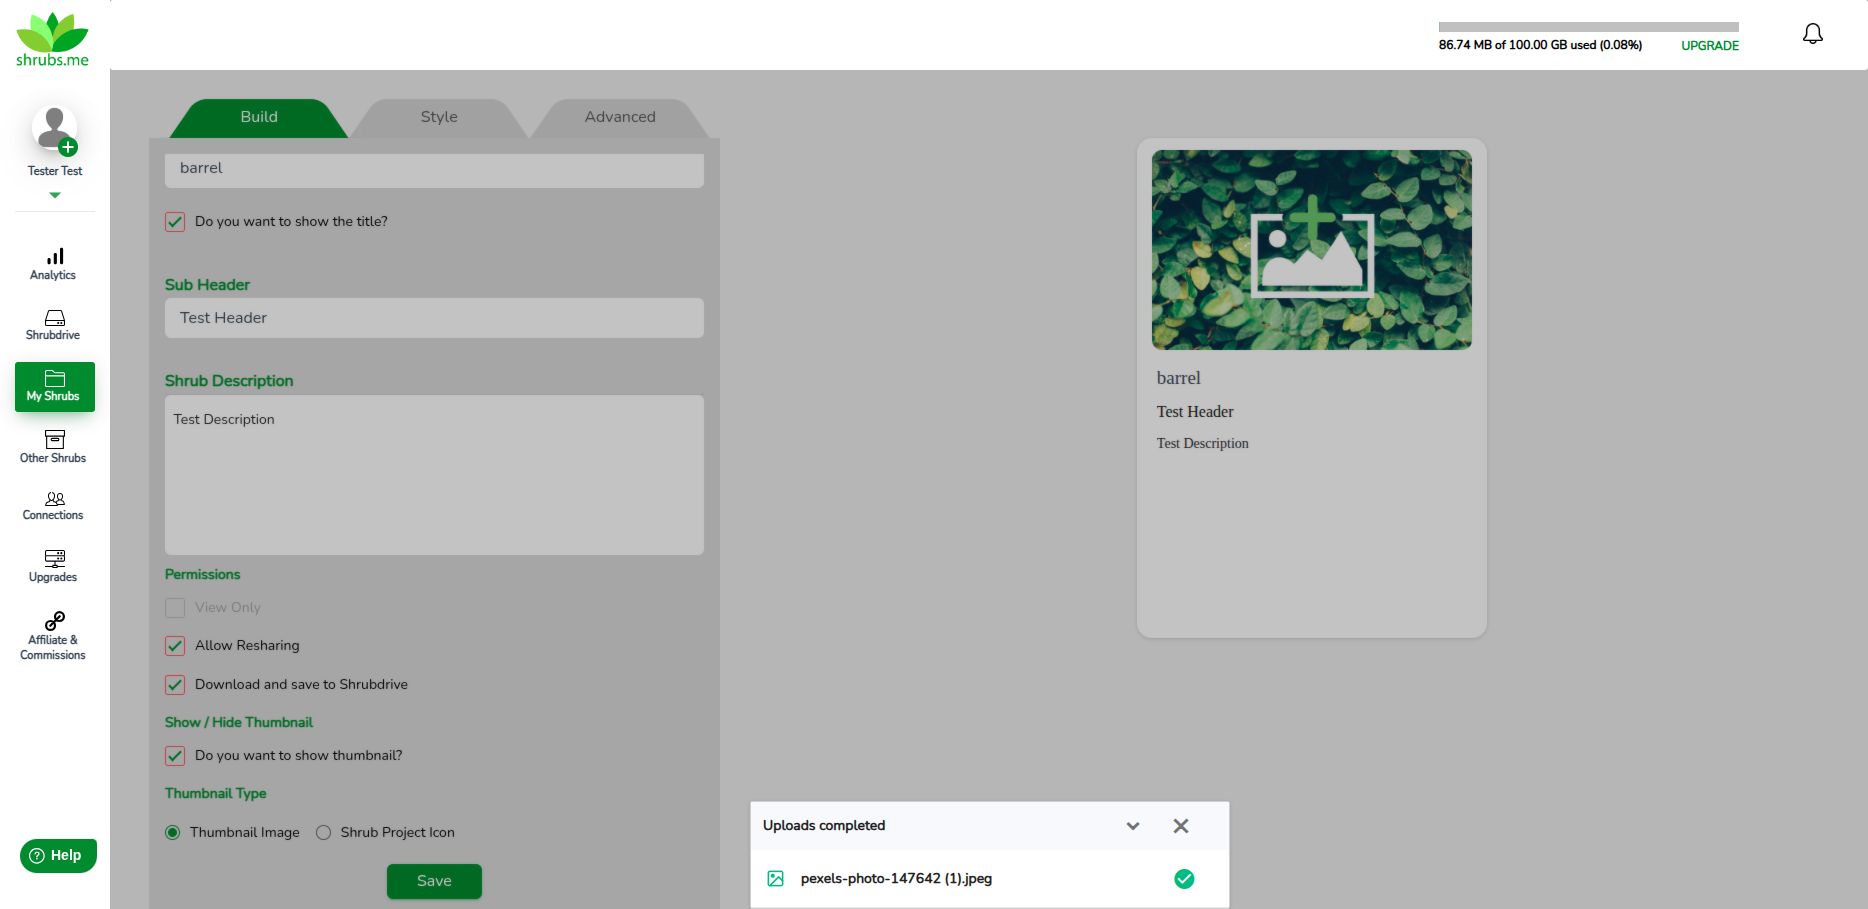 shrubs.me
86.74 MB of 100.00 GB used (0.08%)
UPGRADE
Tester Test
Analytics
Shrubdrive
My Shrubs
Other Shrubs
Connections
Upgrades
Affiliate &
Commissions
Help
Build
Style
Advanced
barrel
Do you want to show the title?
Sub Header
Test Header
Shrub Description
Test Description
Permissions
View Only
Allow Resharing
Download and save to Shrubdrive
Show / Hide Thumbnail
Do you want to show thumbnail?
Thumbnail Type
Thumbnail Image
Shrub Project Icon
Save
barrel
Test Header
Test Description
Uploads completed
pexels-photo-147642 (1).jpeg